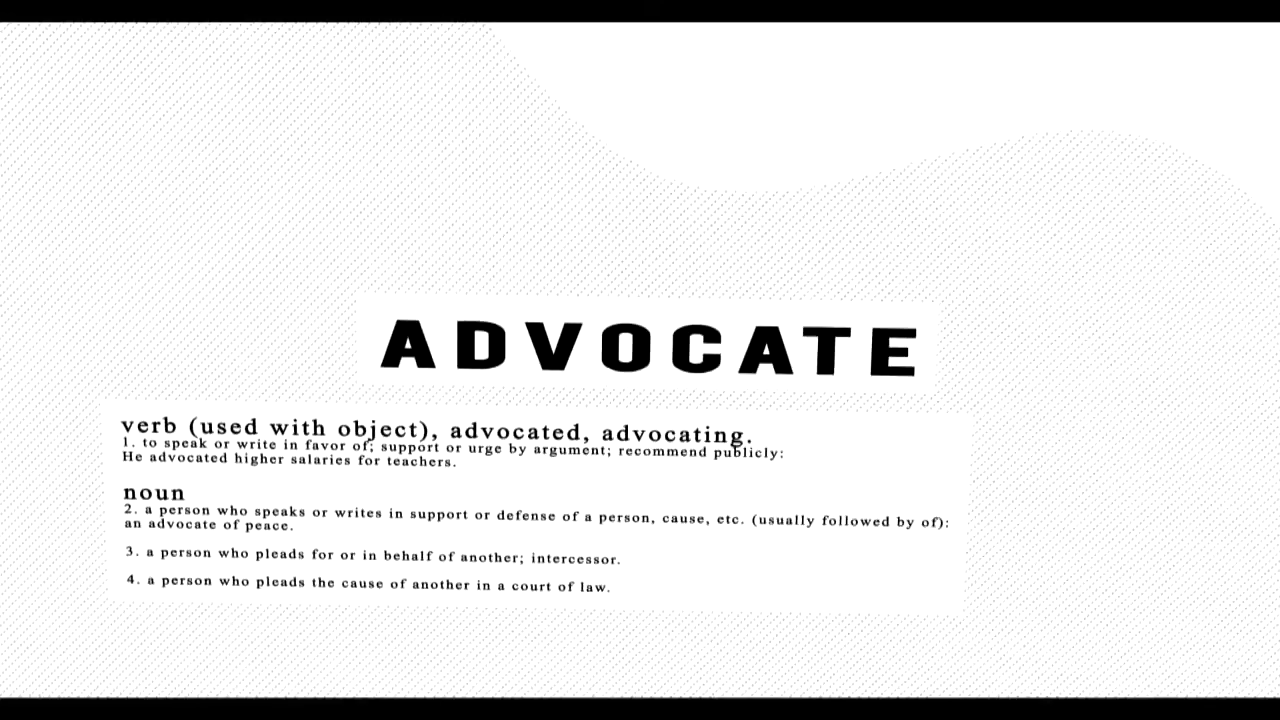 ADVOCATE
verb (used with object), advocated, advocating.
1. to speak or write in favor of; support or urge by argument; recommend publicly:
He advocated higher salaries for teachers.
noun
2. a person who speaks or writes in support or defense of a person, cause, etc. (usually followed by of):
an advocate of peace.
3. a person who pleads for or in behalf of another; intercessor.
4. a person who pleads the cause of another in a court of law.